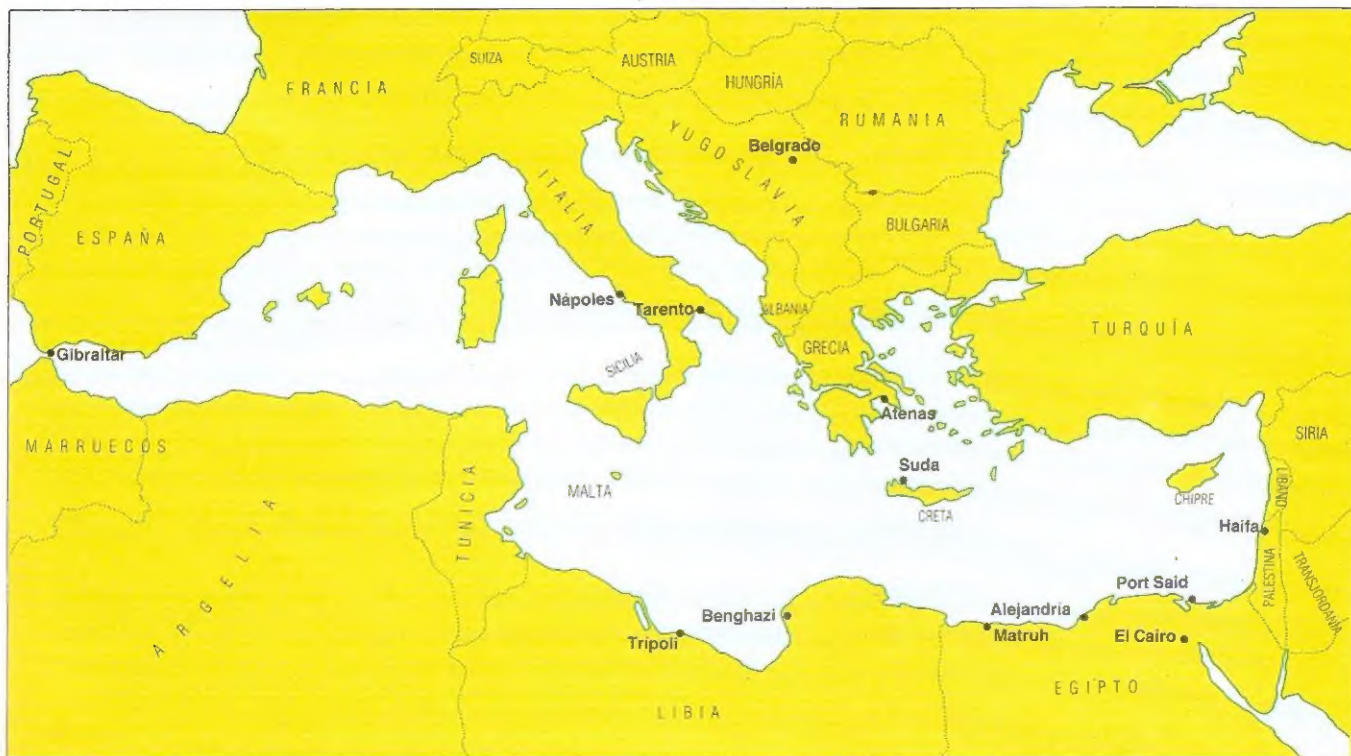 SUIZA
AUSTRIA
HUNGRÍA
FRANCIA
RUMANIA
YUGOSLAVIA
Belgrado
PORTUGAL
ESPAÑA
ITALIA
BULGARIA
Nápoles
Tarento
ALBANIA
TURQUÍA
Gibraltar
SICILIA
GRECIA
Atenas
MARRUECOS
SIRIA
Suda
MALTA
CRETA
CHIPRE
LIBANO
TUNICIA
Haifa
ARGELIA
PALESTINA
TRANSJORDANIA
Port Said
Benghazi
Alejandría
Trípoli
Matruh
El Cairo
EGIPTO
LIBIA